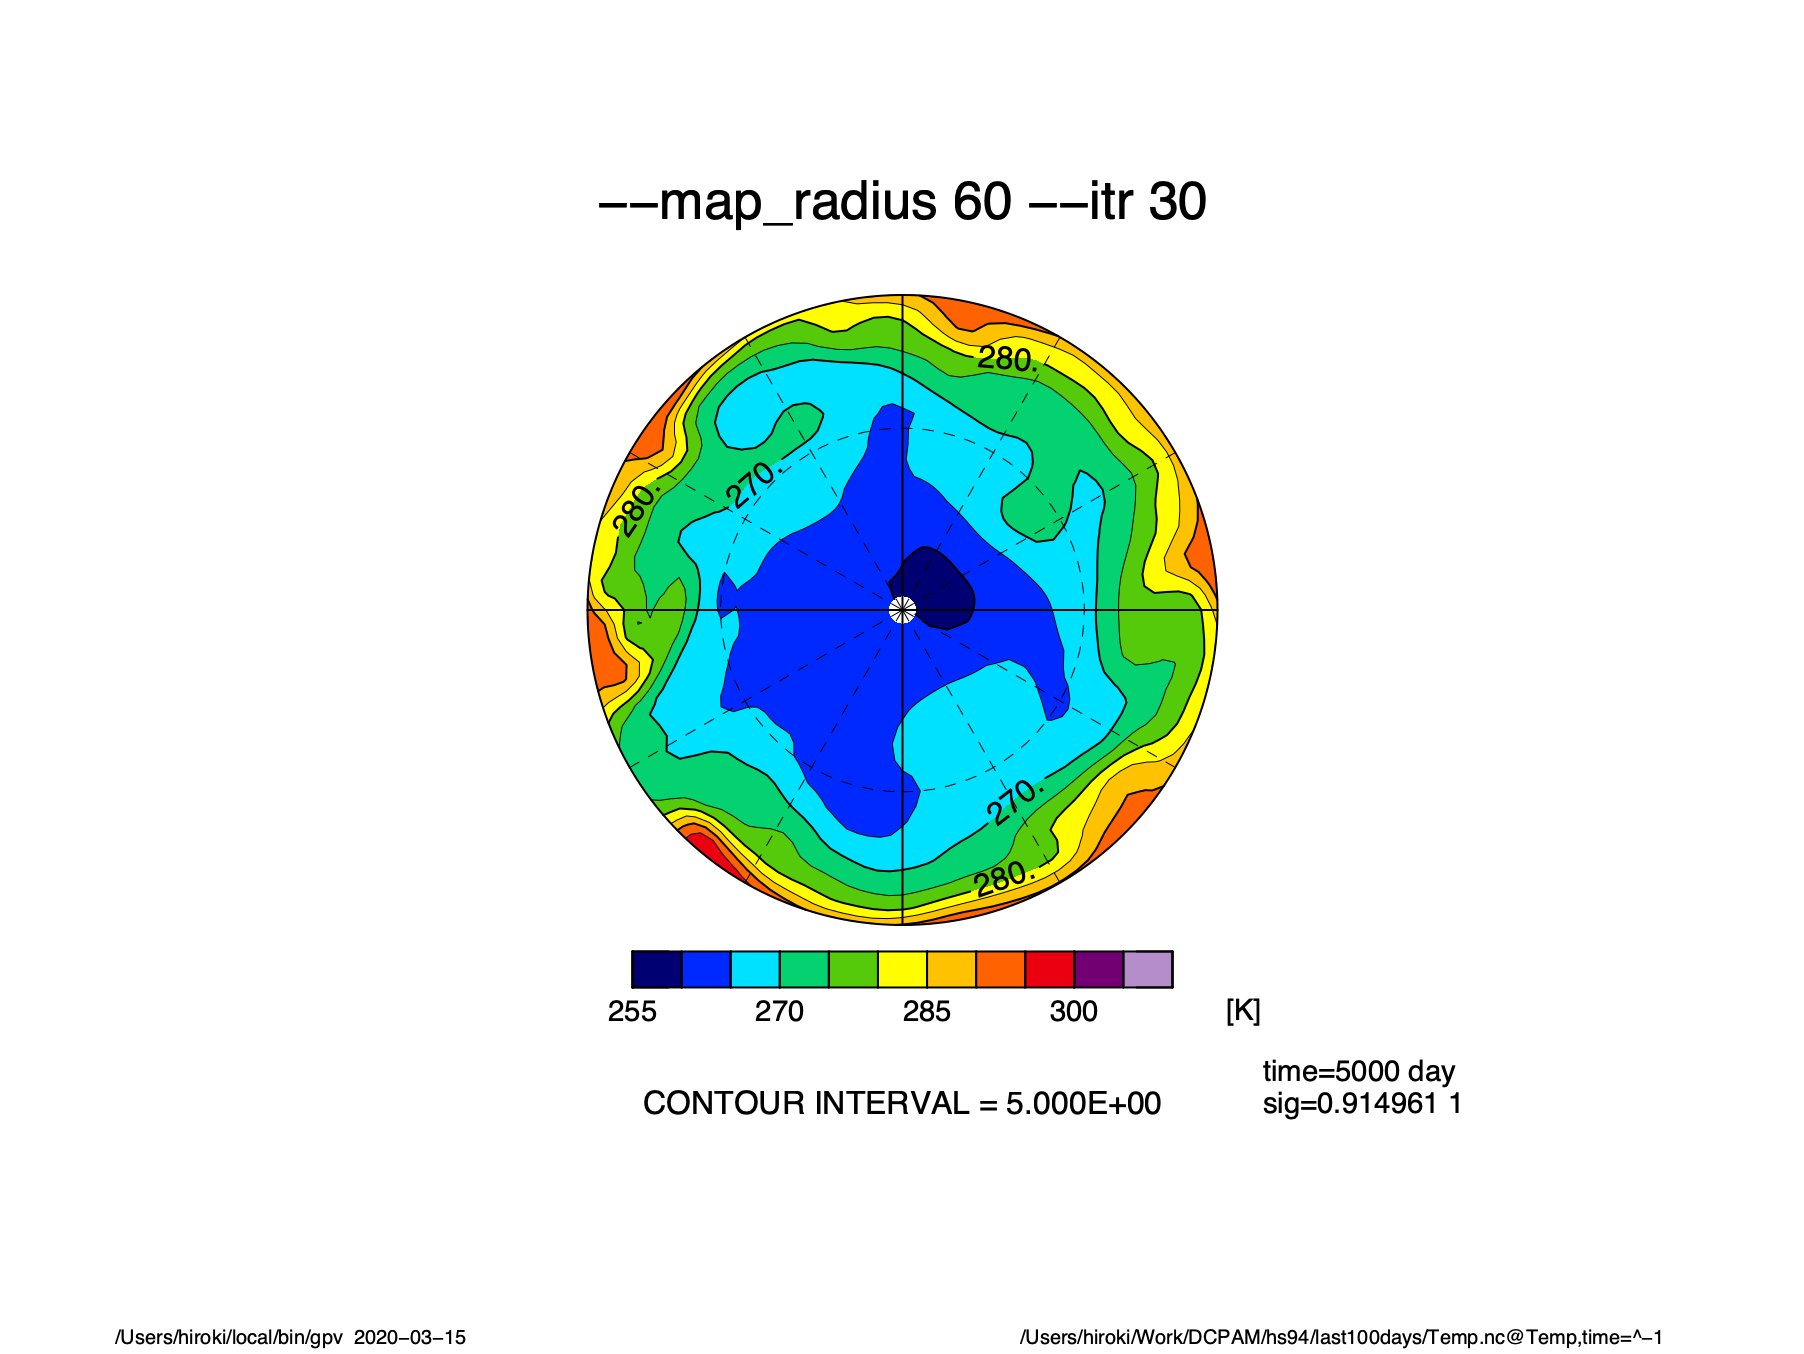 −−map_radius 60 −−itr 30
280.
270.
280.
270.
280.
255 270 285 300 [K]
time=5000 day
CONTOUR INTERVAL = 5.000E+00
sig=0.914961 1
/Users/hiroki/local/bin/gpv 2020−03−15
/Users/hiroki/Work/DCPAM/hs94/last100days/Temp.nc@Temp,time=^−1